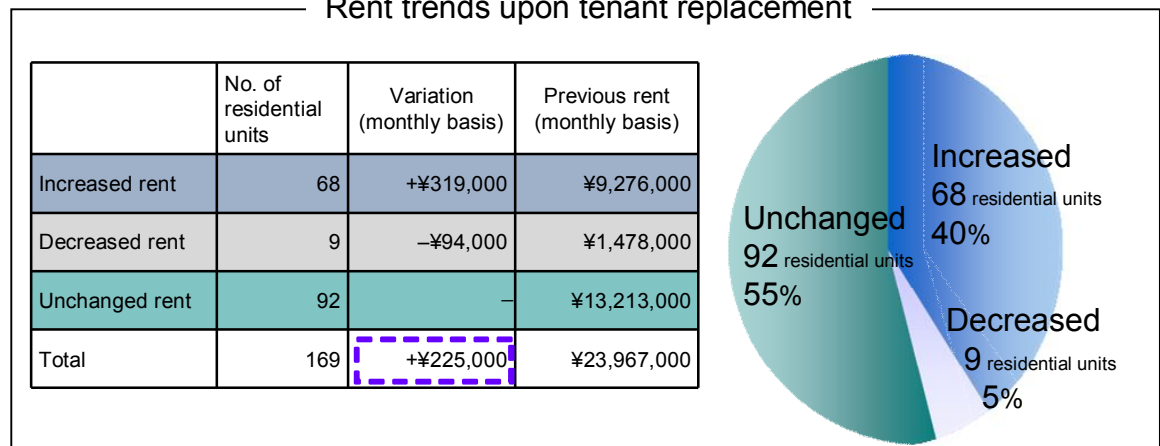 Rent trends upon tenant replacement
No. of
residential
units
Variation
(monthly basis)
Previous rent
(monthly basis)
Increased rent 68 +¥319,000 ¥9,276,000
Decreased rent 9 –¥94,000 ¥1,478,000
Unchanged rent 92 – ¥13,213,000
Total 169 +¥225,000 ¥23,967,000
Increased
68 residential units
40%
Unchanged
92 residential units
55%
Decreased
9 residential units
5%